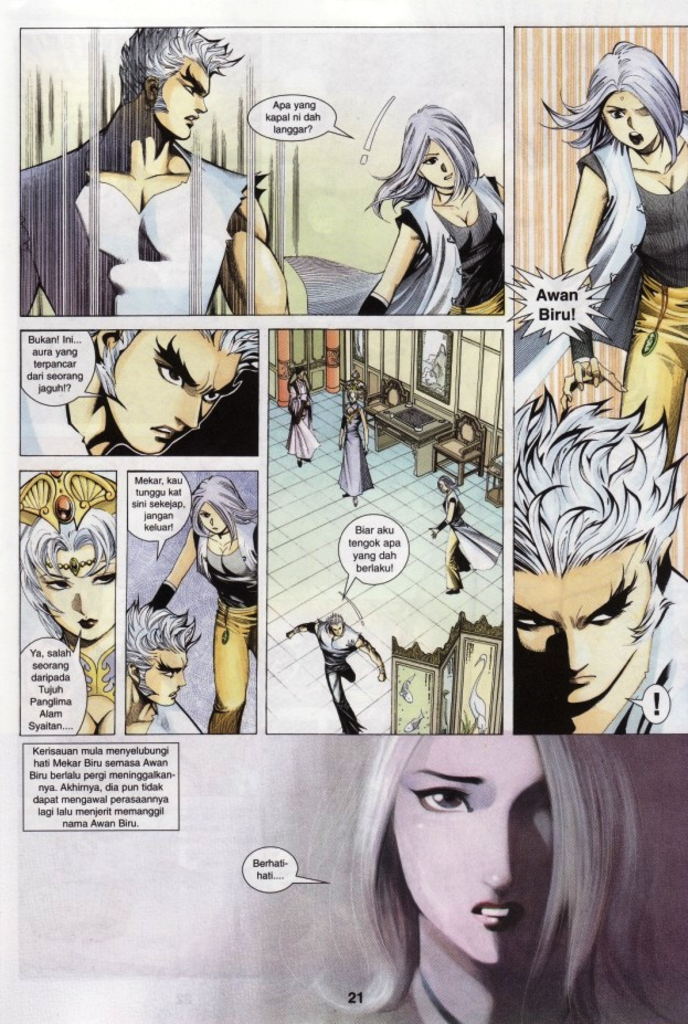 Apa yang
kapal ni dah
langgar?
Bukan! Ini...
aura yang
terpancar
dari seorang
jaguh!?
Ya, salah
seorang
daripada
Tujuh
Panglima
Alam
Syaitan....
Mekar, kau
tunggu kat
sini sekejap,
jangan
keluar!
Biar aku
tengok apa
yang dah
berlaku!
Awan
Biru!
!
Kerisauan mula menyelubungi
hati Mekar Biru semasa Awan
Biru berlalu pergi meninggalkan-
nya. Akhirnya, dia pun tidak
dapat mengawal perasaannya
lagi lalu menjerit memanggil
nama Awan Biru.
Berhati-
hati....
21